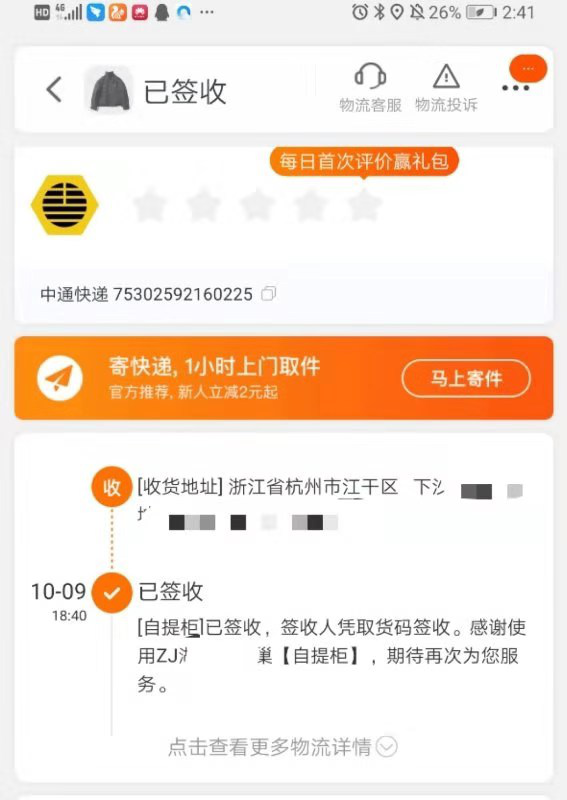 HD 4G 26% 2:41
已签收
物流客服 物流投诉
每日首次评价赢礼包
中通快递 75302592160225
寄快递, 1小时上门取件
官方推荐, 新人立减2元起
马上寄件
收 [收货地址] 浙江省杭州市江干区 下沙
10-09 已签收
18:40
[自提柜]已签收，签收人凭取货码签收。感谢使
用ZJ 巢【自提柜】，期待再次为您服
务。
点击查看更多物流详情